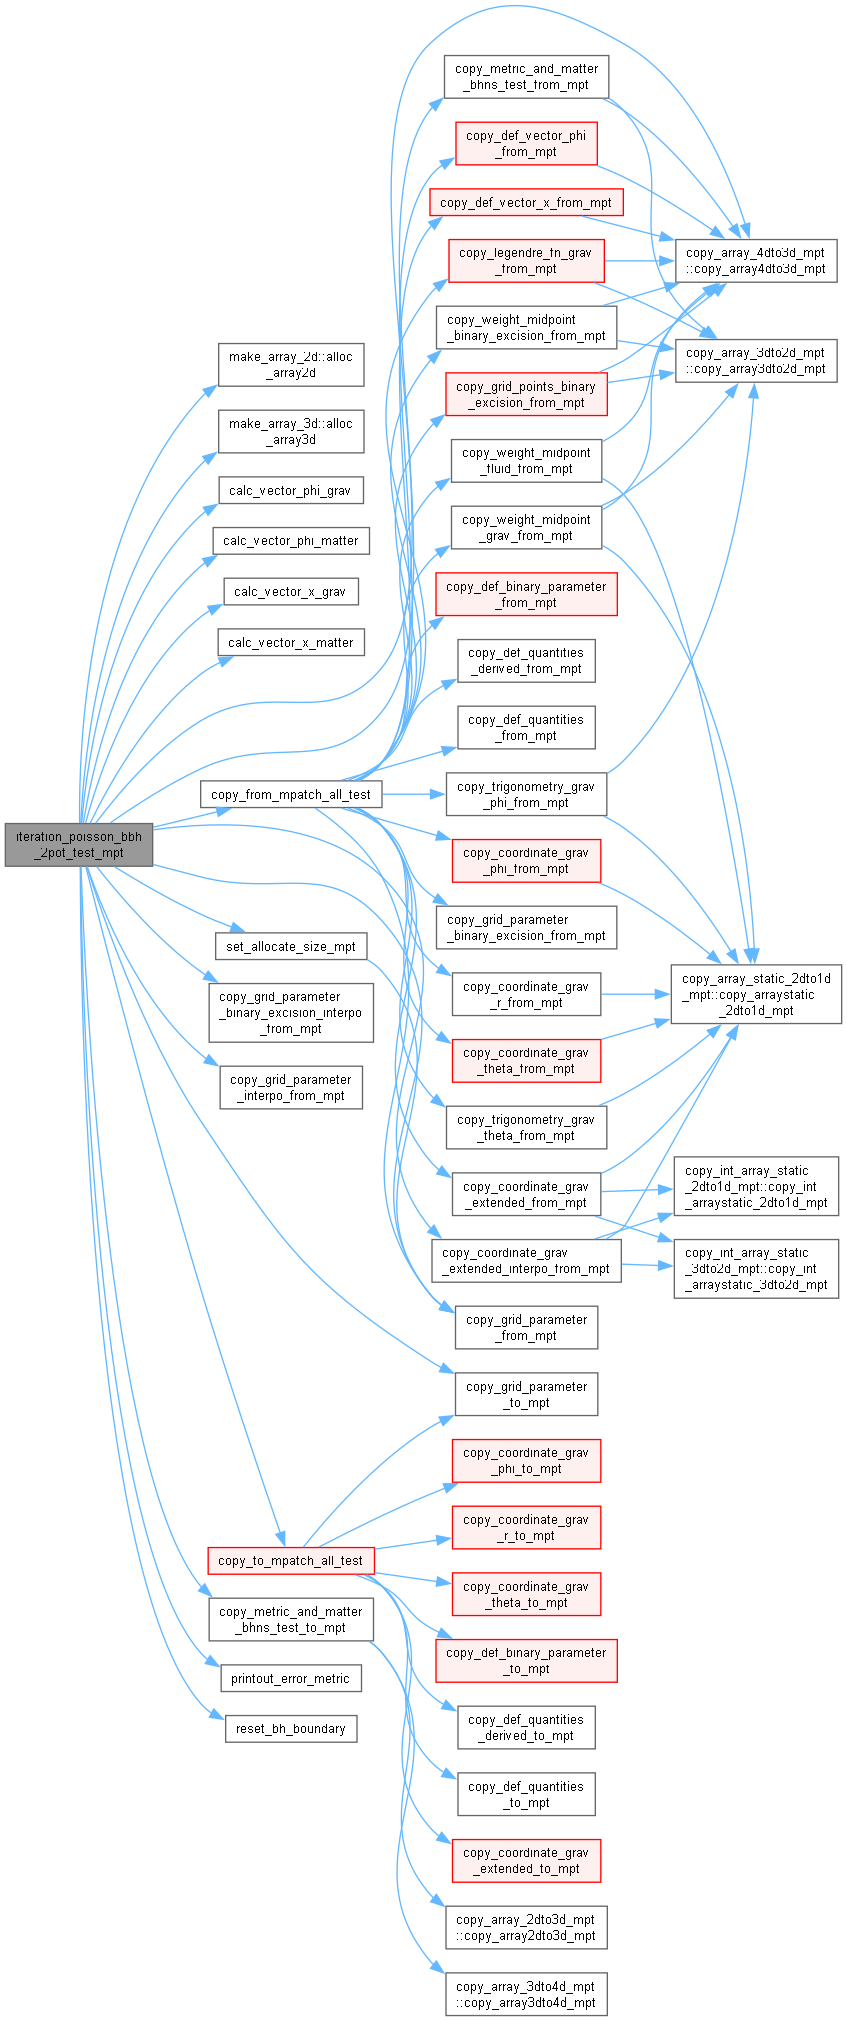 copy_metric_and_matter
_bhns_test_from_mpt
copy_def_vector_phi
_from_mpt
copy_def_vector_x_from_mpt
copy_legendre_fn_grav
_from_mpt
copy_array_4dto3d_mpt
::copy_array4dto3d_mpt
copy_weight_midpoint
_binary_excision_from_mpt
copy_array_3dto2d_mpt
::copy_array3dto2d_mpt
make_array_2d::alloc
_array2d
copy_grid_points_binary
_excision_from_mpt
make_array_3d::alloc
_array3d
copy_weight_midpoint
_fluid_from_mpt
calc_vector_phi_grav
copy_weight_midpoint
_grav_from_mpt
calc_vector_phi_matter
calc_vector_x_grav
copy_def_binary_parameter
_from_mpt
calc_vector_x_matter
copy_def_quantities
_derived_from_mpt
copy_def_quantities
_from_mpt
copy_from_mpatch_all_test
copy_trigonometry_grav
_phi_from_mpt
iteration_poisson_bbh
_2pot_test_mpt
copy_coordinate_grav
_phi_from_mpt
copy_grid_parameter
_binary_excision_from_mpt
set_allocate_size_mpt
copy_array_static_2dto1d
_mpt::copy_arraystatic
_2dto1d_mpt
copy_coordinate_grav
_r_from_mpt
copy_grid_parameter
_binary_excision_interpo
_from_mpt
copy_coordinate_grav
_theta_from_mpt
copy_grid_parameter
_interpo_from_mpt
copy_trigonometry_grav
_theta_from_mpt
copy_coordinate_grav
_extended_from_mpt
copy_int_array_static
_2dto1d_mpt::copy_int
_arraystatic_2dto1d_mpt
copy_coordinate_grav
_extended_interpo_from_mpt
copy_int_array_static
_3dto2d_mpt::copy_int
_arraystatic_3dto2d_mpt
copy_grid_parameter
_from_mpt
copy_grid_parameter
_to_mpt
copy_coordinate_grav
_phi_to_mpt
copy_coordinate_grav
_r_to_mpt
copy_to_mpatch_all_test
copy_coordinate_grav
_theta_to_mpt
copy_metric_and_matter
_bhns_test_to_mpt
copy_def_binary_parameter
_to_mpt
printout_error_metric
copy_def_quantities
_derived_to_mpt
reset_bh_boundary
copy_def_quantities
_to_mpt
copy_coordinate_grav
_extended_to_mpt
copy_array_2dto3d_mpt
::copy_array2dto3d_mpt
copy_array_3dto4d_mpt
::copy_array3dto4d_mpt